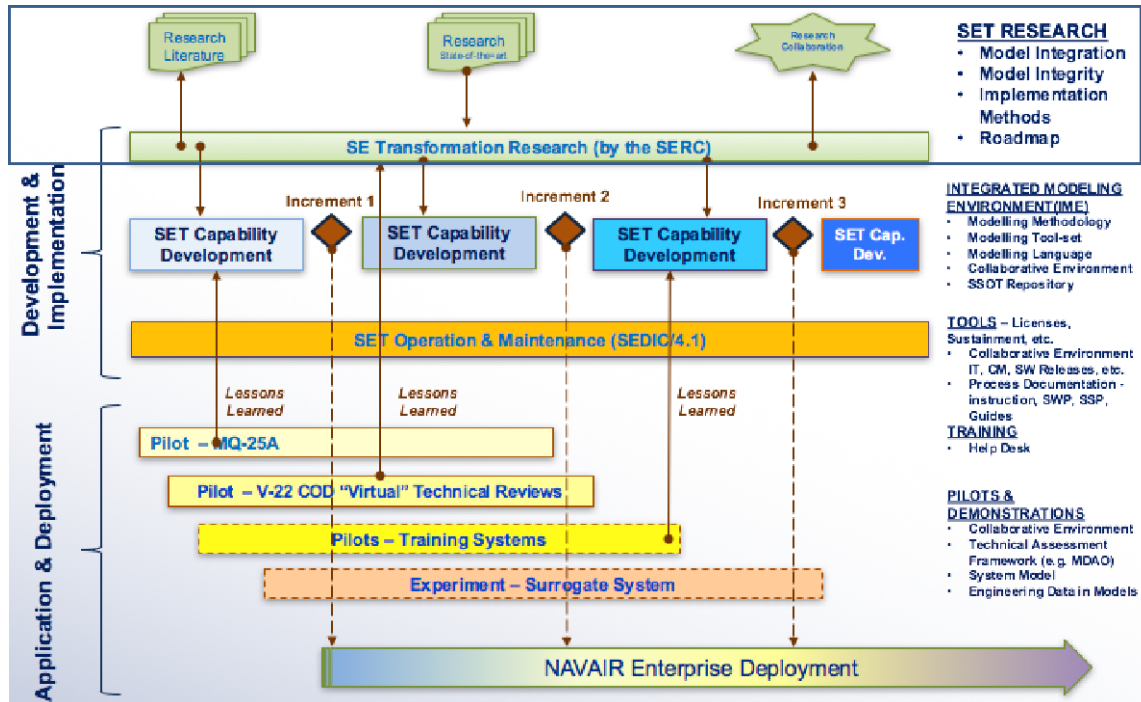 Research
Literature
Research
State-of-the-art
Research
Collaboration
SET RESEARCH
• Model Integration
• Model Integrity
• Implementation
Methods
• Roadmap
SE Transformation Research (by the SERC)
Development &
Implementation
Increment 1
Increment 2
Increment 3
SET Capability
Development
SET Capability
Development
SET Capability
Development
SET Cap.
Dev.
INTEGRATED MODELING
ENVIRONMENT(IME)
• Modelling Methodology
• Modelling Tool-set
• Modelling Language
• Collaborative Environment
• SSOT Repository
SET Operation & Maintenance (SEDIC/4.1)
TOOLS – Licenses,
Sustainment, etc.
• Collaborative Environment
IT, CM, SW Releases, etc.
• Process Documentation -
instruction, SWP, SSP,
Guides
TRAINING
• Help Desk
Lessons
Learned
Lessons
Learned
Lessons
Learned
Application & Deployment
Pilot – MQ-25A
Pilot – V-22 COD “Virtual” Technical Reviews
Pilots – Training Systems
Experiment – Surrogate System
PILOTS &
DEMONSTRATIONS
• Collaborative Environment
• Technical Assessment
Framework (e.g. MDAO)
• System Model
• Engineering Data in Models
NAVAIR Enterprise Deployment